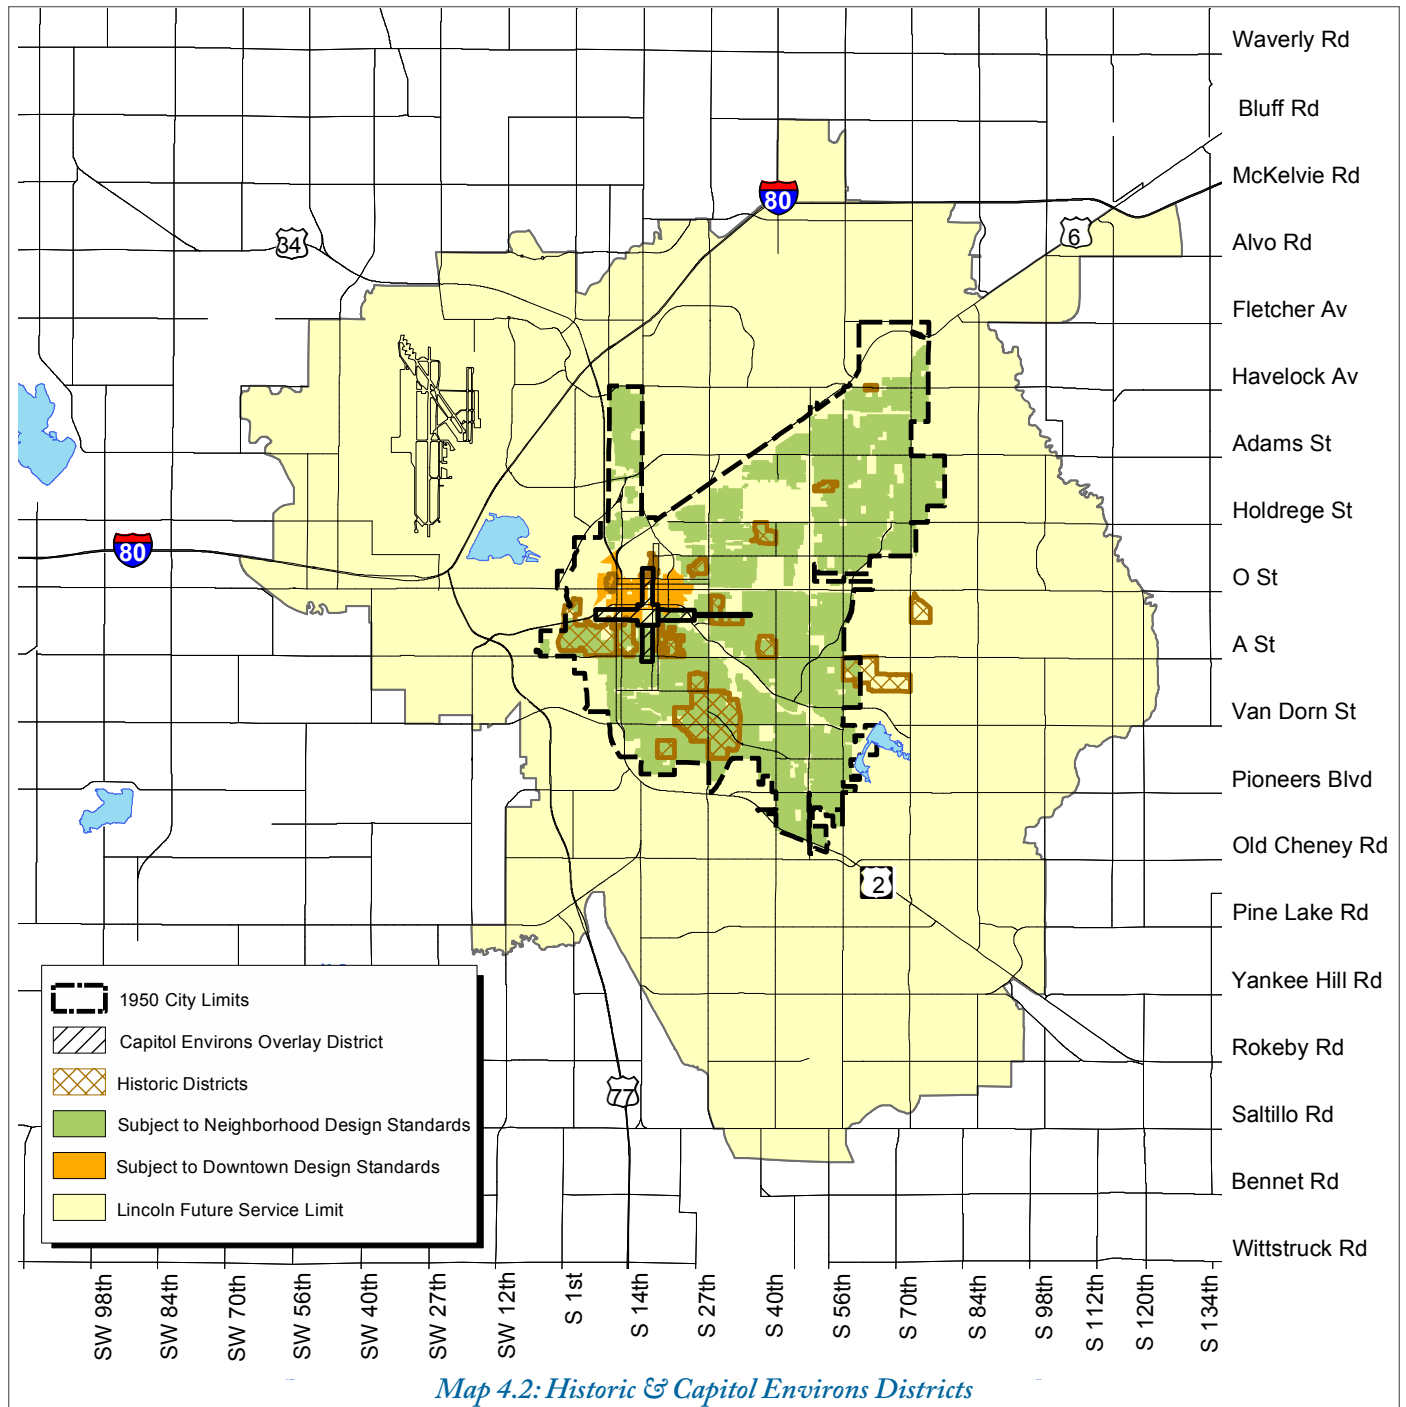 Waverly Rd
Bluff Rd
McKelvie Rd
Alvo Rd
Fletcher Av
Havelock Av
Adams St
Holdrege St
O St
A St
Van Dorn St
Pioneers Blvd
Old Cheney Rd
Pine Lake Rd
Yankee Hill Rd
Rokeby Rd
Saltillo Rd
Bennet Rd
Wittstruck Rd
80
34
6
80
2
77
1950 City Limits
Capitol Environs Overlay District
Historic Districts
Subject to Neighborhood Design Standards
Subject to Downtown Design Standards
Lincoln Future Service Limit
SW 98th
SW 84th
SW 70th
SW 56th
SW 40th
SW 27th
SW 12th
S 1st
S 14th
S 27th
S 40th
S 56th
S 70th
S 84th
S 98th
S 112th
S 120th
S 134th
Map 4.2: Historic & Capitol Environs Districts